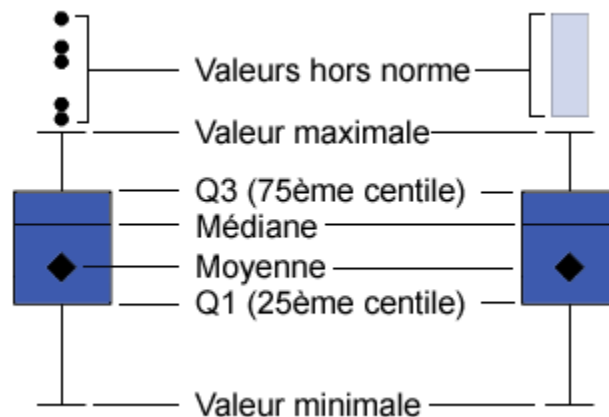 Valeurs hors norme
Valeur maximale
Q3 (75ème centile)
Médiane
Moyenne
Q1 (25ème centile)
Valeur minimale